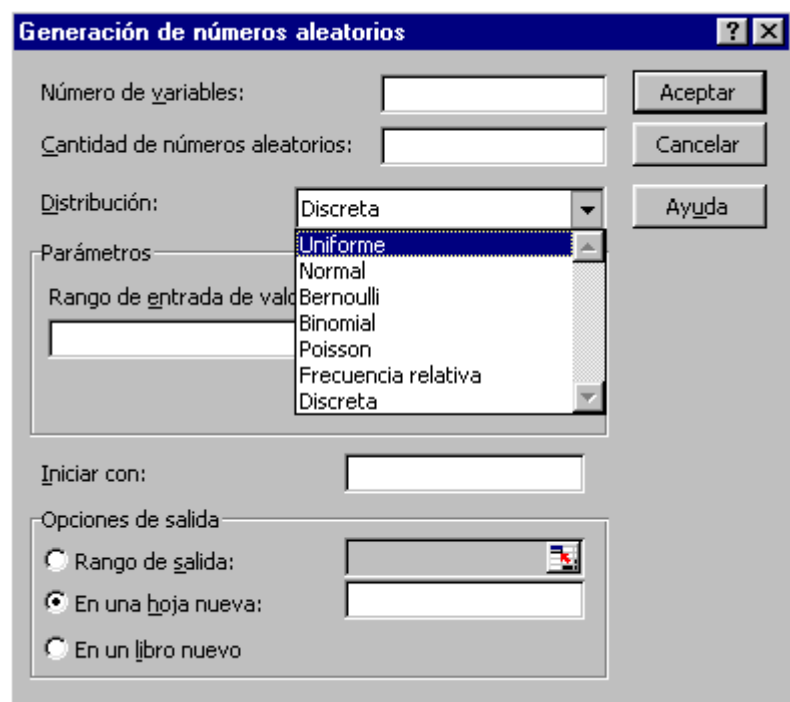 Generación de números aleatorios
Número de variables:
Aceptar
Cantidad de números aleatorios:
Cancelar
Distribución:
Discreta
Ayuda
Uniforme
Normal
Bernoulli
Binomial
Poisson
Frecuencia relativa
Discreta
Parámetros
Rango de entrada de valo
Iniciar con:
Opciones de salida
Rango de salida:
En una hoja nueva:
En un libro nuevo